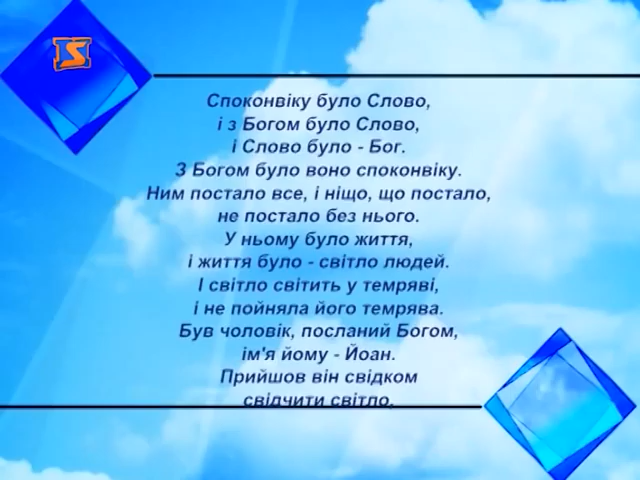 Споконвіку було Слово,
і з Богом було Слово,
і Слово було - Бог.
З Богом було воно споконвіку.
Ним постало все, і ніщо, що постало,
не постало без нього.
У ньому було життя,
і життя було - світло людей.
І світло світить у темряві,
і не пойняла його темрява.
Був чоловік, посланий Богом,
ім'я йому - Йоан.
Прийшов він свідком
свідчити світло,